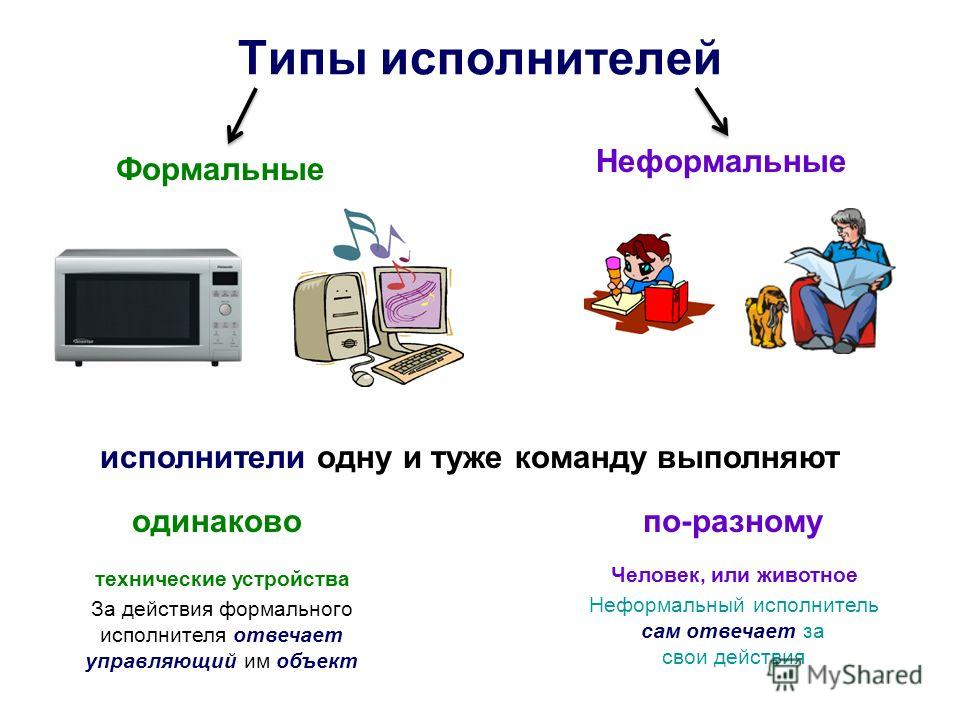 Типы исполнителей
Формальные
Неформальные
исполнители одну и туже команду выполняют
одинаково
технические устройства
За действия формального
исполнителя отвечает
управляющий им объект
по-разному
Человек, или животное
Неформальный исполнитель
сам отвечает за
свои действия
MyShared